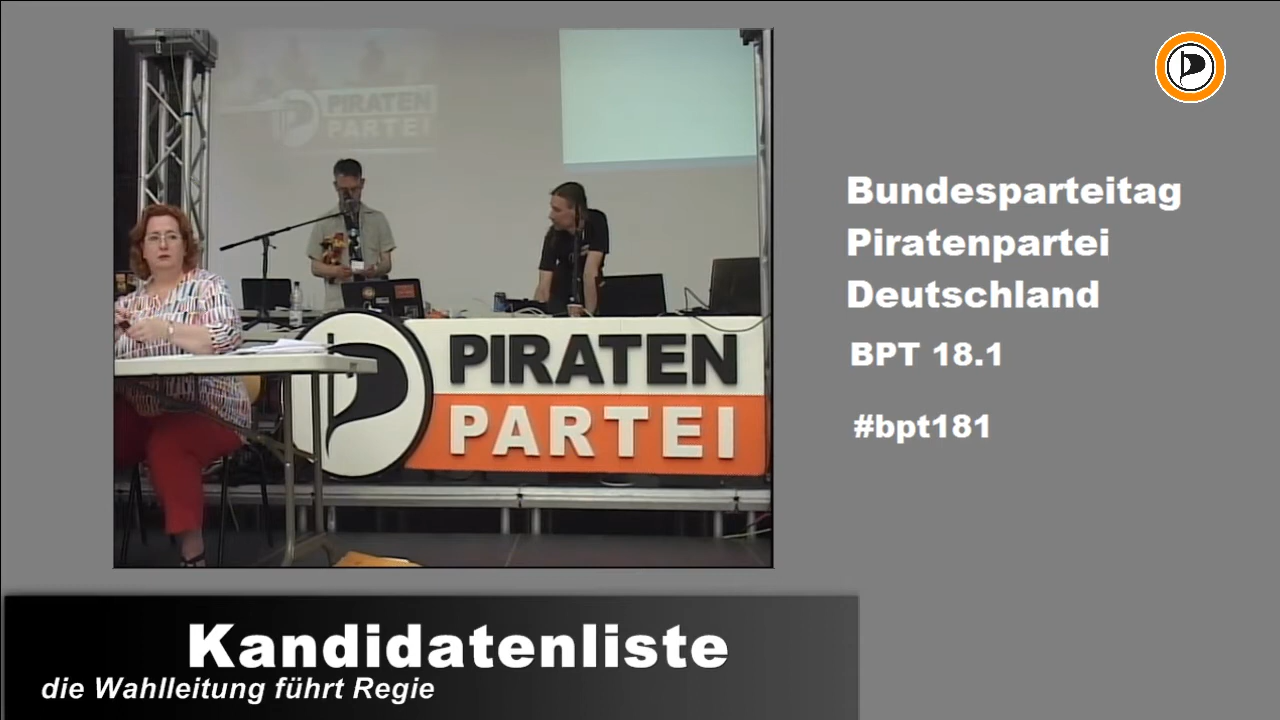 PIRATEN
PARTEI
PIRATEN
PARTEI
Bundesparteitag
Piratenpartei
Deutschland
BPT 18.1
#bpt181
Kandidatenliste
die Wahlleitung führt Regie